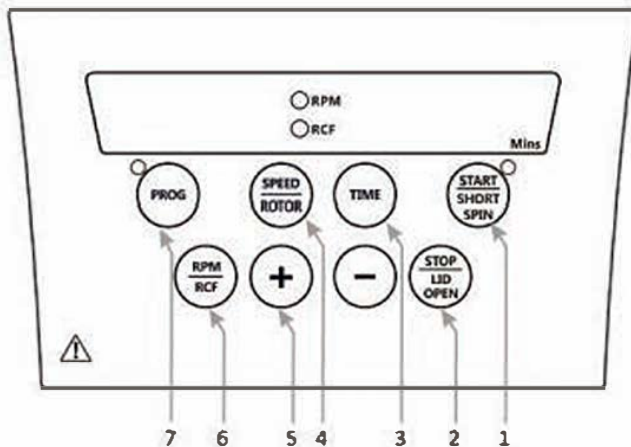 RPM
RCF
Mins
PROG
SPEED
ROTOR
TIME
START
SHORT
SPIN
RPM
RCF
+
−
STOP
LID
OPEN
7 6 5 4 3 2 1